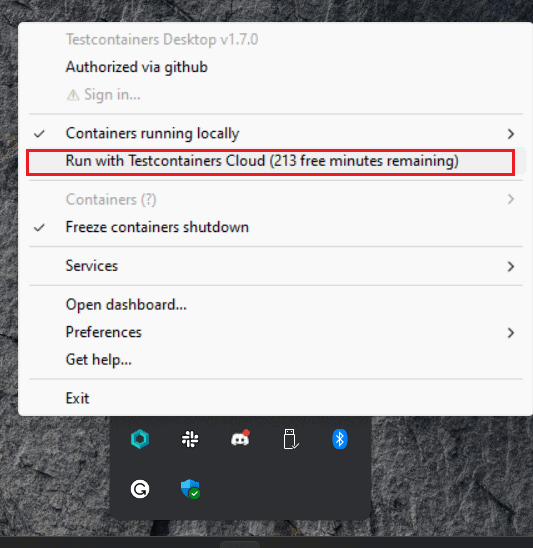 Testcontainers Desktop v1.7.0
Authorized via github
Sign in...
Containers running locally
Run with Testcontainers Cloud (213 free minutes remaining)
Containers (?)
Freeze containers shutdown
Services
Open dashboard...
Preferences
Get help...
Exit